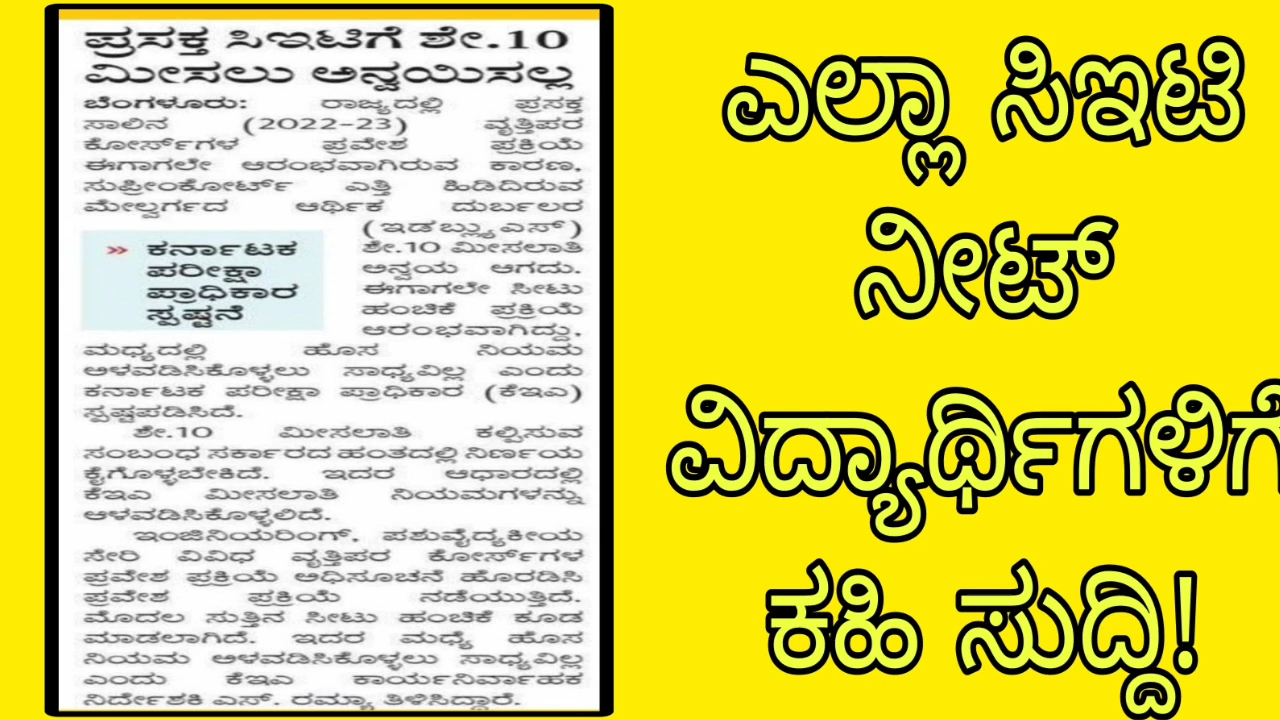 ಪ್ರಸಕ್ತ ಸಿಇಟಿಗೆ ಶೇ.10
ಮೀಸಲು ಅನ್ವಯಿಸಲ್ಲ
ಬೆಂಗಳೂರು: ರಾಜ್ಯದಲ್ಲಿ ಪ್ರಸಕ್ತ
ಸಾಲಿನ (2022-23) ವೃತ್ತಿಪರ
ಕೋರ್ಸ್‌ಗಳ ಪ್ರವೇಶ ಪ್ರಕ್ರಿಯೆ
ಈಗಾಗಲೇ ಆರಂಭವಾಗಿರುವ ಕಾರಣ,
ಸುಪ್ರೀಂಕೋರ್ಟ್ ಎತ್ತಿ ಹಿಡಿದಿರುವ
ಮೇಲ್ವರ್ಗದ ಆರ್ಥಿಕ ದುರ್ಬಲರ
(ಇಡಬ್ಲ್ಯುಎಸ್)
ಶೇ.10 ಮೀಸಲಾತಿ
ಅನ್ವಯ ಆಗದು.
ಈಗಾಗಲೇ ಸೀಟು
ಹಂಚಿಕೆ ಪ್ರಕ್ರಿಯೆ
ಆರಂಭವಾಗಿದ್ದು,
» ಕರ್ನಾಟಕ
ಪರೀಕ್ಷಾ
ಪ್ರಾಧಿಕಾರ
ಸ್ಪಷ್ಟನೆ
ಮಧ್ಯದಲ್ಲಿ ಹೊಸ ನಿಯಮ
ಅಳವಡಿಸಿಕೊಳ್ಳಲು ಸಾಧ್ಯವಿಲ್ಲ ಎಂದು
ಕರ್ನಾಟಕ ಪರೀಕ್ಷಾ ಪ್ರಾಧಿಕಾರ (ಕೆಇಎ)
ಸ್ಪಷ್ಟಪಡಿಸಿದೆ.
ಶೇ.10 ಮೀಸಲಾತಿ ಕಲ್ಪಿಸುವ
ಸಂಬಂಧ ಸರ್ಕಾರದ ಹಂತದಲ್ಲಿ ನಿರ್ಣಯ
ಕೈಗೊಳ್ಳಬೇಕಿದೆ. ಇದರ ಆಧಾರದಲ್ಲಿ
ಕೆಇಎ ಮೀಸಲಾತಿ ನಿಯಮಗಳನ್ನು
ಅಳವಡಿಸಿಕೊಳ್ಳಲಿದೆ.
ಇಂಜಿನಿಯರಿಂಗ್, ಪಶುವೈದ್ಯಕೀಯ
ಸೇರಿ ವಿವಿಧ ವೃತ್ತಿಪರ ಕೋರ್ಸ್‌ಗಳ
ಪ್ರವೇಶ ಪ್ರಕ್ರಿಯೆ ಅಧಿಸೂಚನೆ ಹೊರಡಿಸಿ
ಪ್ರವೇಶ ಪ್ರಕ್ರಿಯೆ ನಡೆಯುತ್ತಿದೆ.
ಮೊದಲ ಸುತ್ತಿನ ಸೀಟು ಹಂಚಿಕೆ ಕೂಡ
ಮಾಡಲಾಗಿದೆ. ಇದರ ಮಧ್ಯೆ ಹೊಸ
ನಿಯಮ ಅಳವಡಿಸಿಕೊಳ್ಳಲು ಸಾಧ್ಯವಿಲ್ಲ
ಎಂದು ಕೆಇಎ ಕಾರ್ಯನಿರ್ವಾಹಕ
ನಿರ್ದೇಶಕಿ ಎಸ್. ರಮ್ಯಾ ತಿಳಿಸಿದ್ದಾರೆ.
ಎಲ್ಲಾ ಸಿಇಟಿ
ನೀಟ್
ವಿದ್ಯಾರ್ಥಿಗಳಿಗೆ
ಕಹಿ ಸುದ್ದಿ!